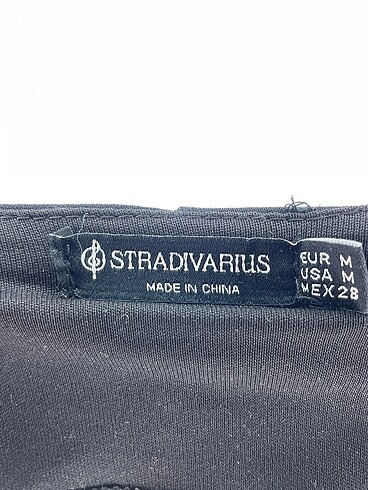 STRADIVARIUS
MADE IN CHINA
EUR M
USA M
MEX 28